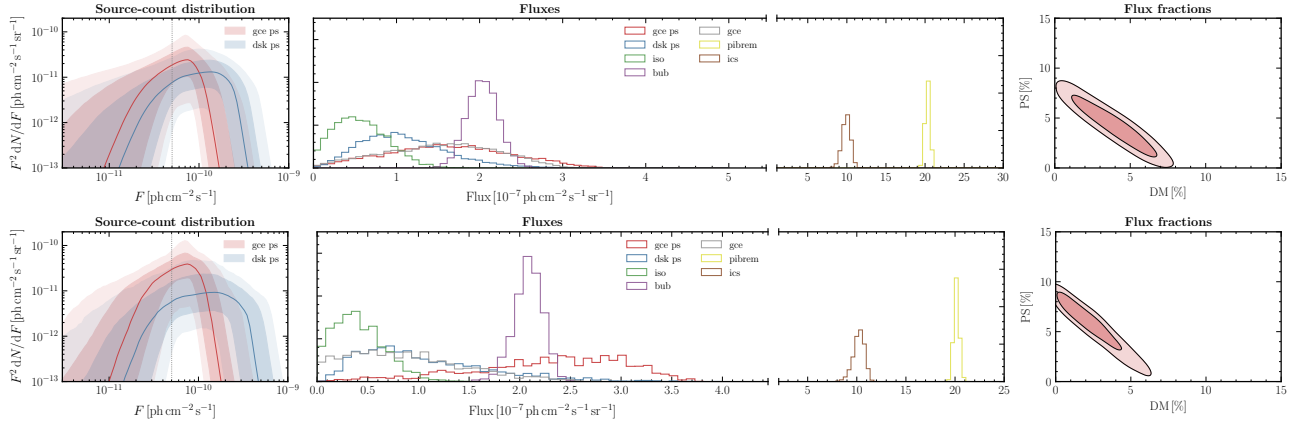 Source-count distribution
Fluxes
Flux fractions
gce ps
dsk ps
gce ps
dsk ps
iso
bub
gce
pibrem
ics
F² dN/dF [ph cm⁻² s⁻¹ sr⁻¹]
10⁻¹⁰
10⁻¹¹
10⁻¹²
10⁻¹³
10⁻¹¹ 10⁻¹⁰ 10⁻⁹
F [ph cm⁻² s⁻¹]
0 1 2 3 4 5
10 15 20 25 30
Flux [10⁻⁷ ph cm⁻² s⁻¹ sr⁻¹]
PS [%]
15
10
5
0
0 5 10 15
DM [%]
Source-count distribution
Fluxes
Flux fractions
gce ps
dsk ps
gce ps
dsk ps
iso
bub
gce
pibrem
ics
F² dN/dF [ph cm⁻² s⁻¹ sr⁻¹]
10⁻¹⁰
10⁻¹¹
10⁻¹²
10⁻¹³
10⁻¹¹ 10⁻¹⁰ 10⁻⁹
F [ph cm⁻² s⁻¹]
0.0 0.5 1.0 1.5 2.0 2.5 3.0 3.5 4.0
5 10 15 20 25
Flux [10⁻⁷ ph cm⁻² s⁻¹ sr⁻¹]
PS [%]
15
10
5
0
0 5 10 15
DM [%]